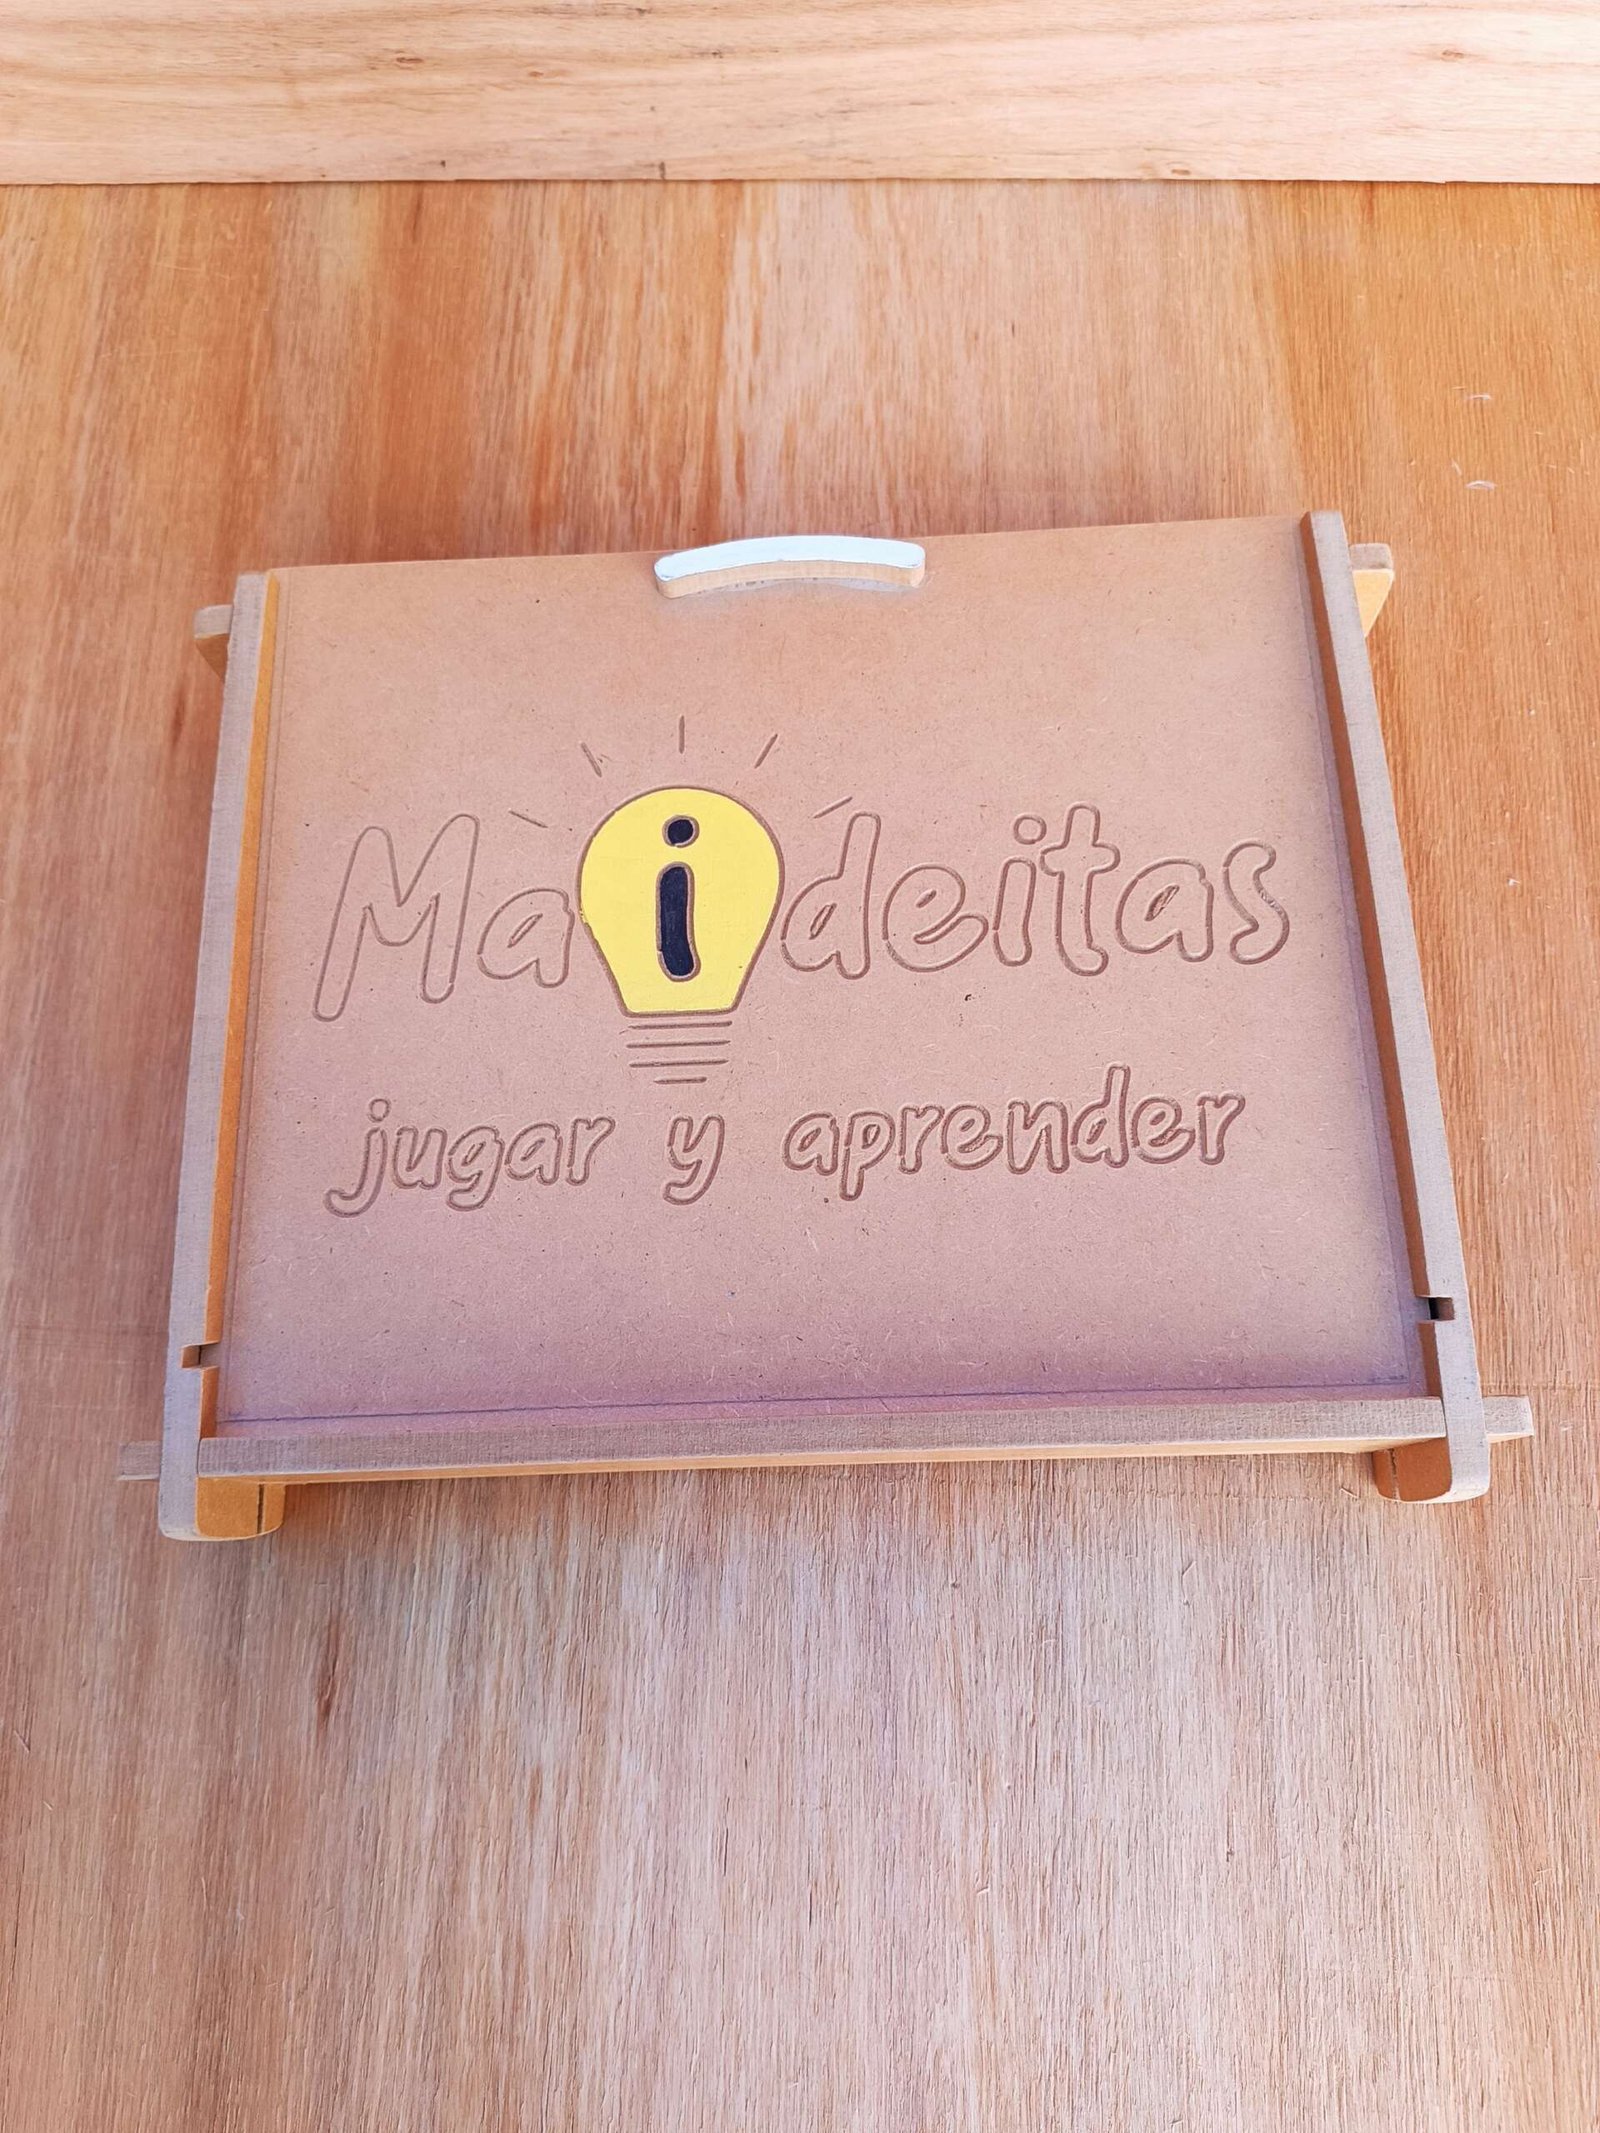 Maideitas
jugar y aprender